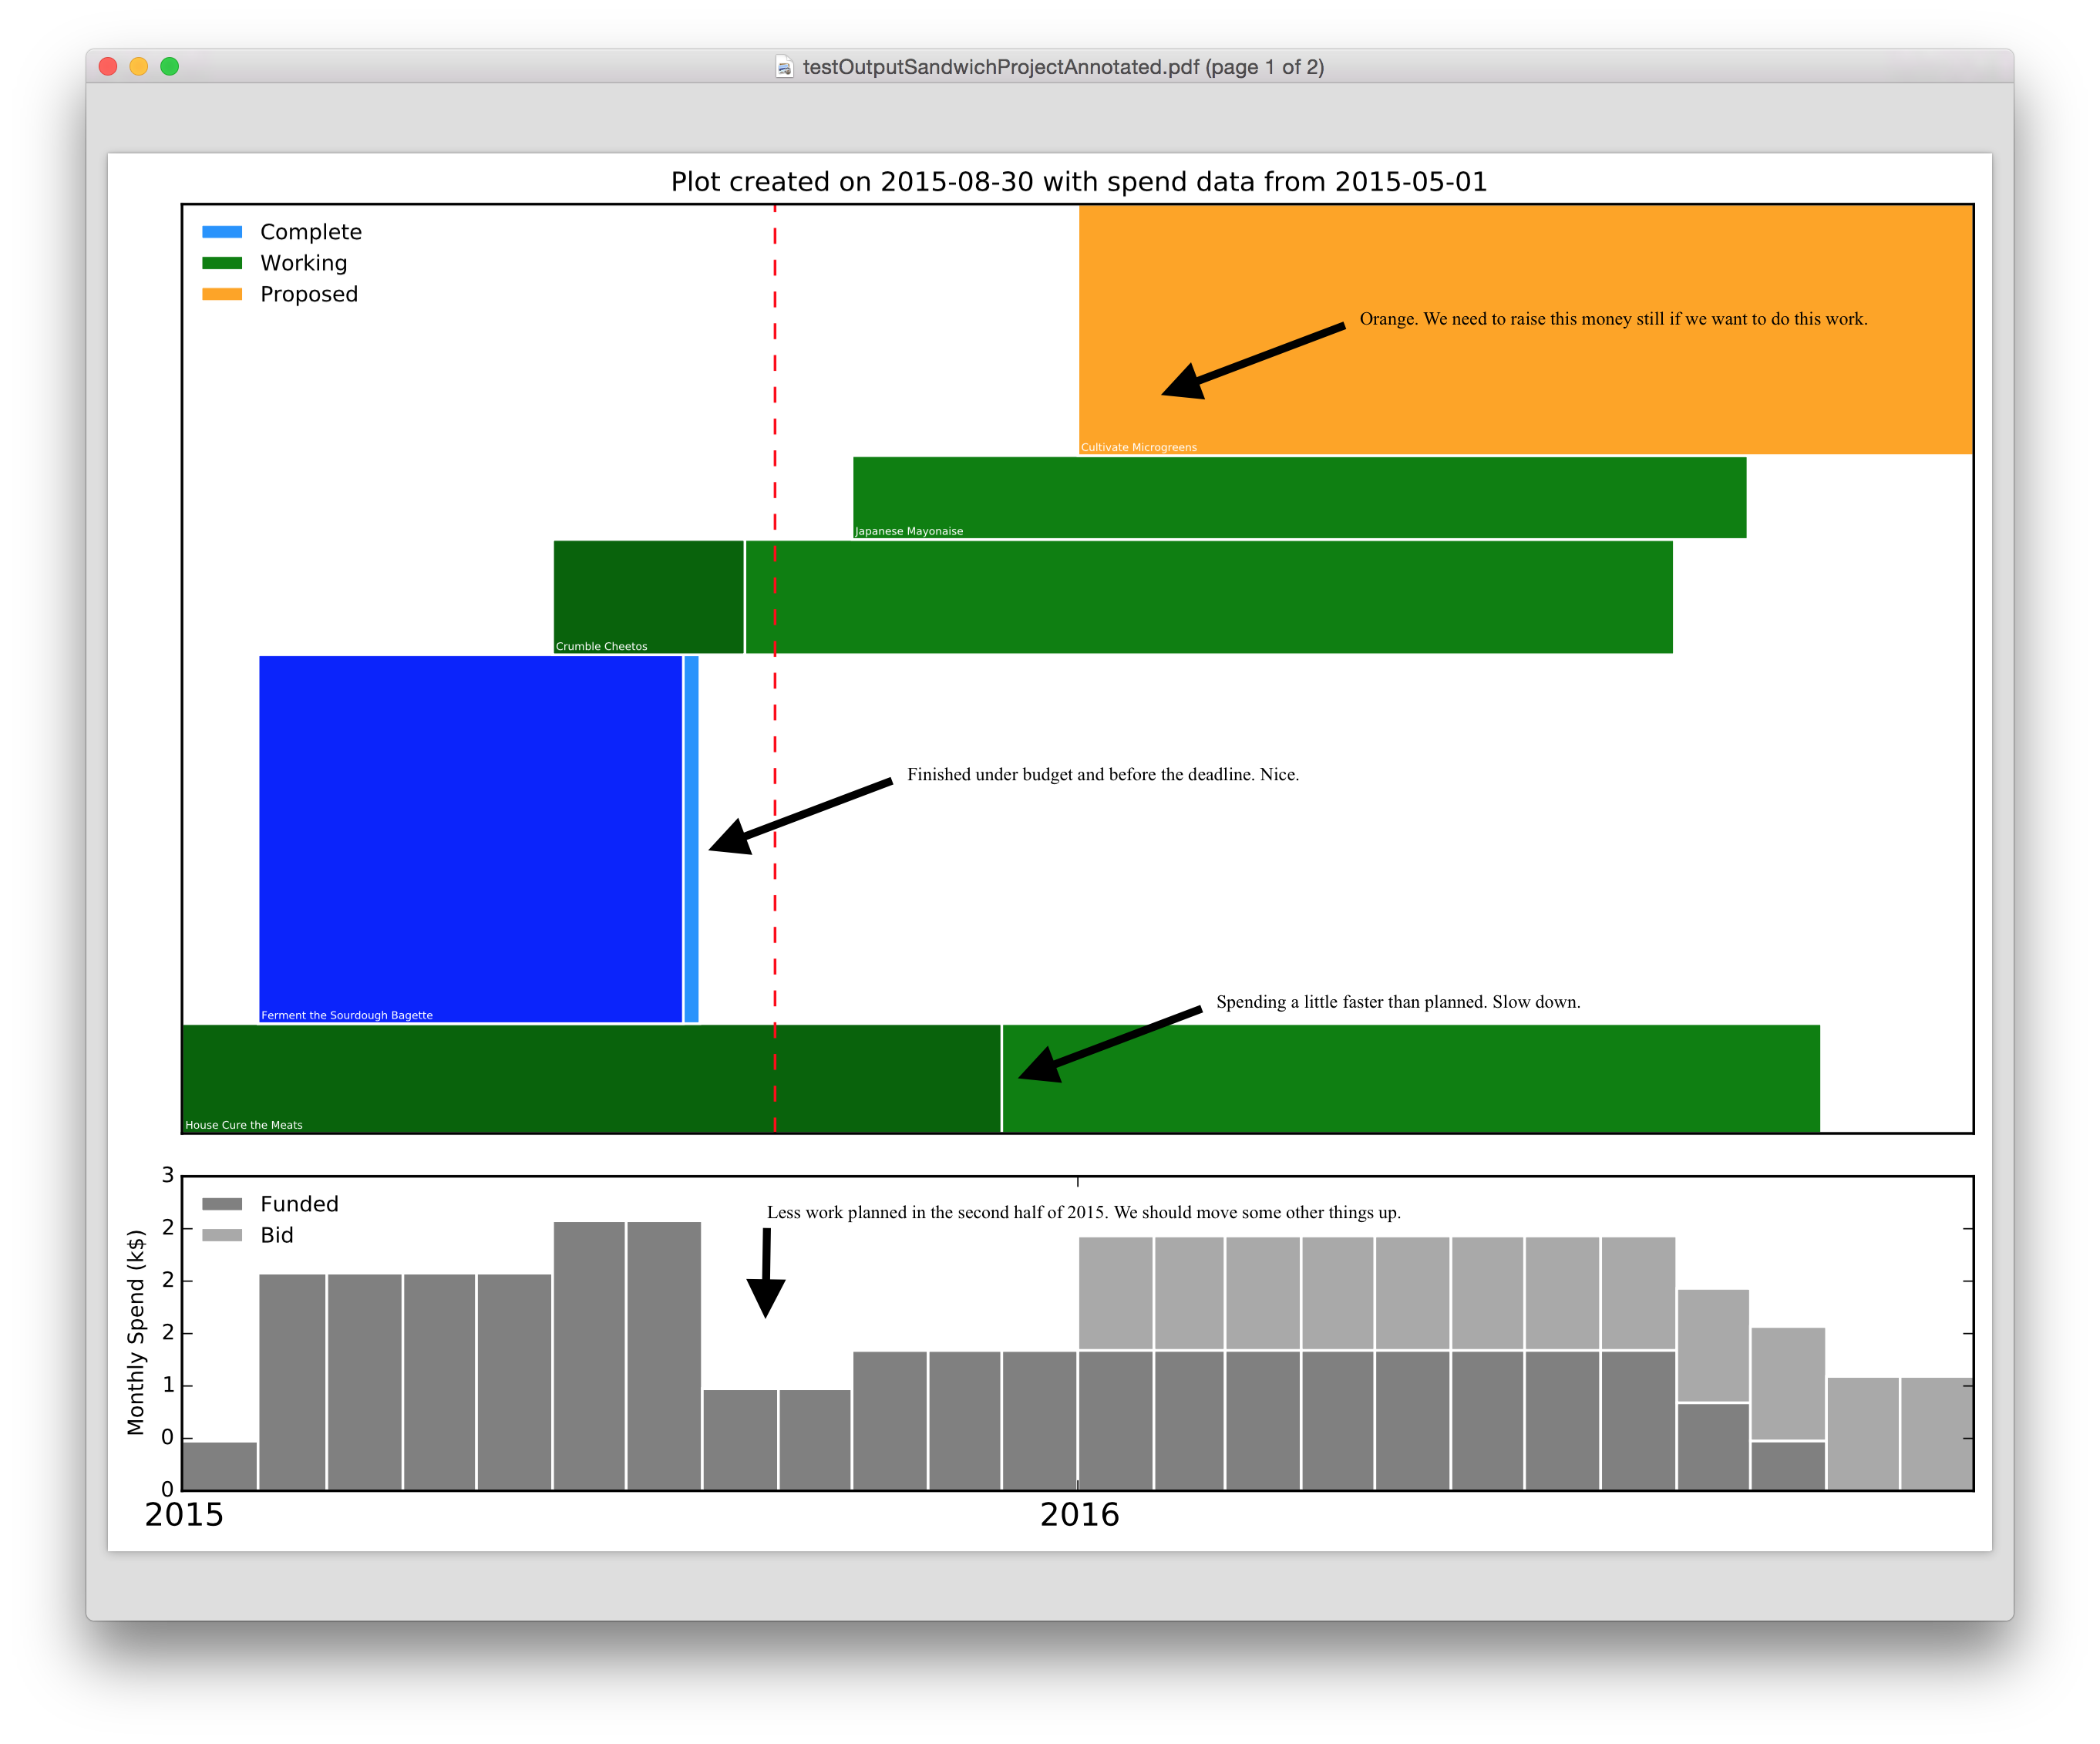 testOutputSandwichProjectAnnotated.pdf (page 1 of 2)
Plot created on 2015-08-30 with spend data from 2015-05-01
Complete
Working
Proposed
Orange. We need to raise this money still if we want to do this work.
Cultivate Microgreens
Japanese Mayonaise
Crumble Cheetos
Finished under budget and before the deadline. Nice.
Ferment the Sourdough Bagette
Spending a little faster than planned. Slow down.
House Cure the Meats
Monthly Spend (k$)
3
2
2
2
1
0
0
Funded
Bid
Less work planned in the second half of 2015. We should move some other things up.
2015
2016